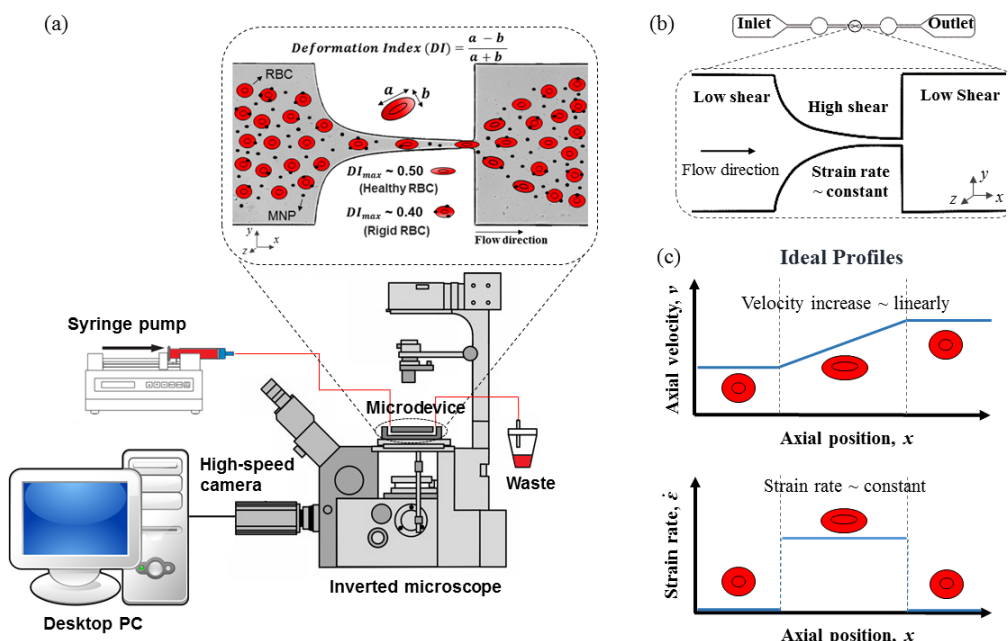 (a)
Deformation Index (DI) = a − b / a + b
RBC
a
b
DI_max ~ 0.50
(Healthy RBC)
DI_max ~ 0.40
(Rigid RBC)
MNP
y
z
x
Flow direction
Syringe pump
Microdevice
High-speed
camera
Waste
Inverted microscope
Desktop PC
(b)
Inlet
Outlet
Low shear
High shear
Low Shear
Flow direction
Strain rate
~ constant
y
z
x
(c)
Ideal Profiles
Velocity increase ~ linearly
Axial velocity, v
Axial position, x
Strain rate ~ constant
Strain rate, ε̇
Axial position, x